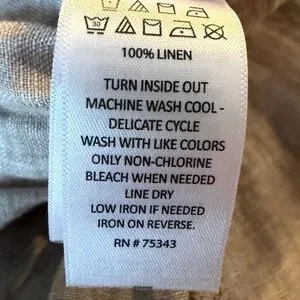 30
100% LINEN
TURN INSIDE OUT
MACHINE WASH COOL -
DELICATE CYCLE
WASH WITH LIKE COLORS
ONLY NON-CHLORINE
BLEACH WHEN NEEDED
LINE DRY
LOW IRON IF NEEDED
IRON ON REVERSE.
RN # 75343